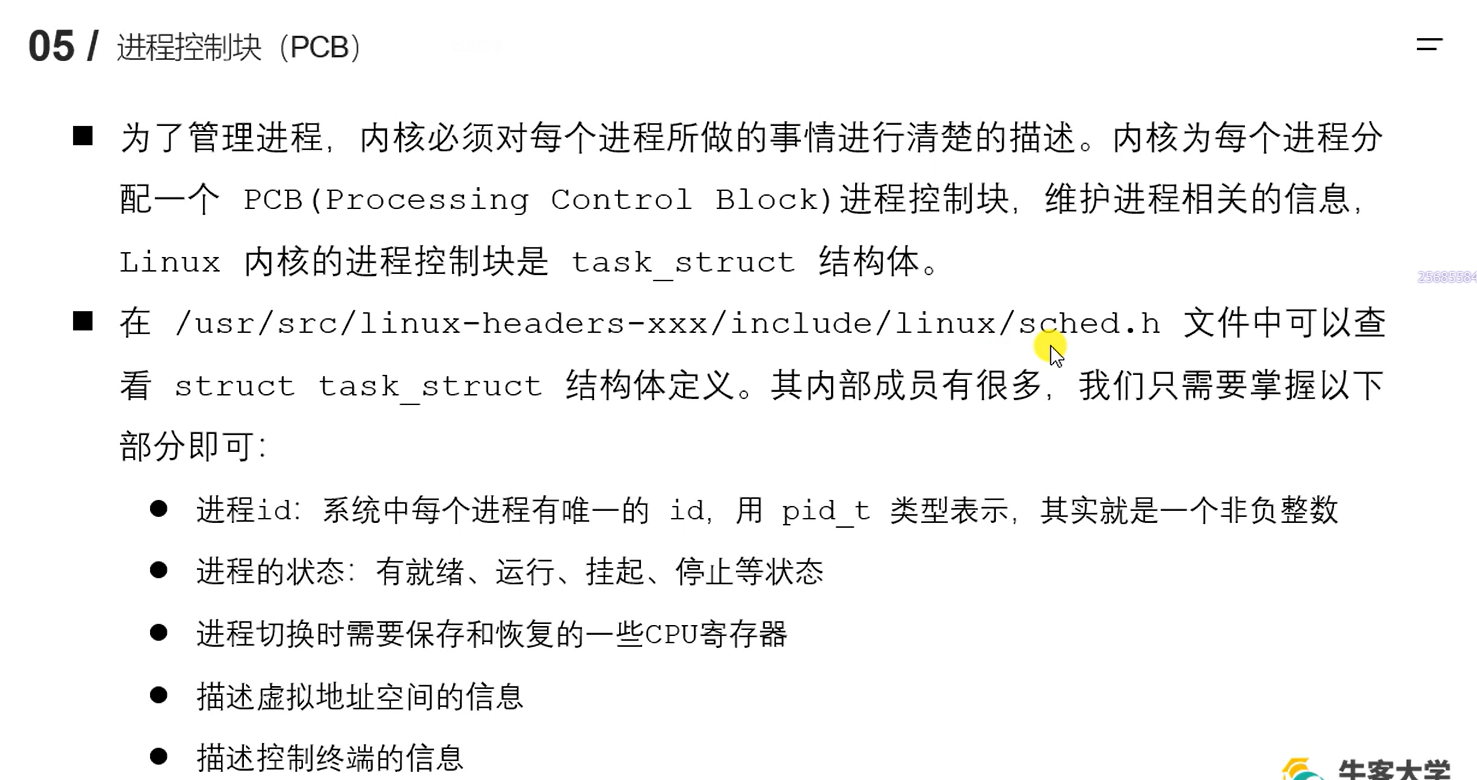 05 / 进程控制块（PCB）
为了管理进程，内核必须对每个进程所做的事情进行清楚的描述。内核为每个进程分
配一个 PCB(Processing Control Block)进程控制块，维护进程相关的信息，
Linux 内核的进程控制块是 task_struct 结构体。
25685584
在 /usr/src/linux-headers-xxx/include/linux/sched.h 文件中可以查
看 struct task_struct 结构体定义。其内部成员有很多，我们只需要掌握以下
部分即可：
进程id：系统中每个进程有唯一的 id，用 pid_t 类型表示，其实就是一个非负整数
进程的状态：有就绪、运行、挂起、停止等状态
进程切换时需要保存和恢复的一些CPU寄存器
描述虚拟地址空间的信息
描述控制终端的信息
牛客大学